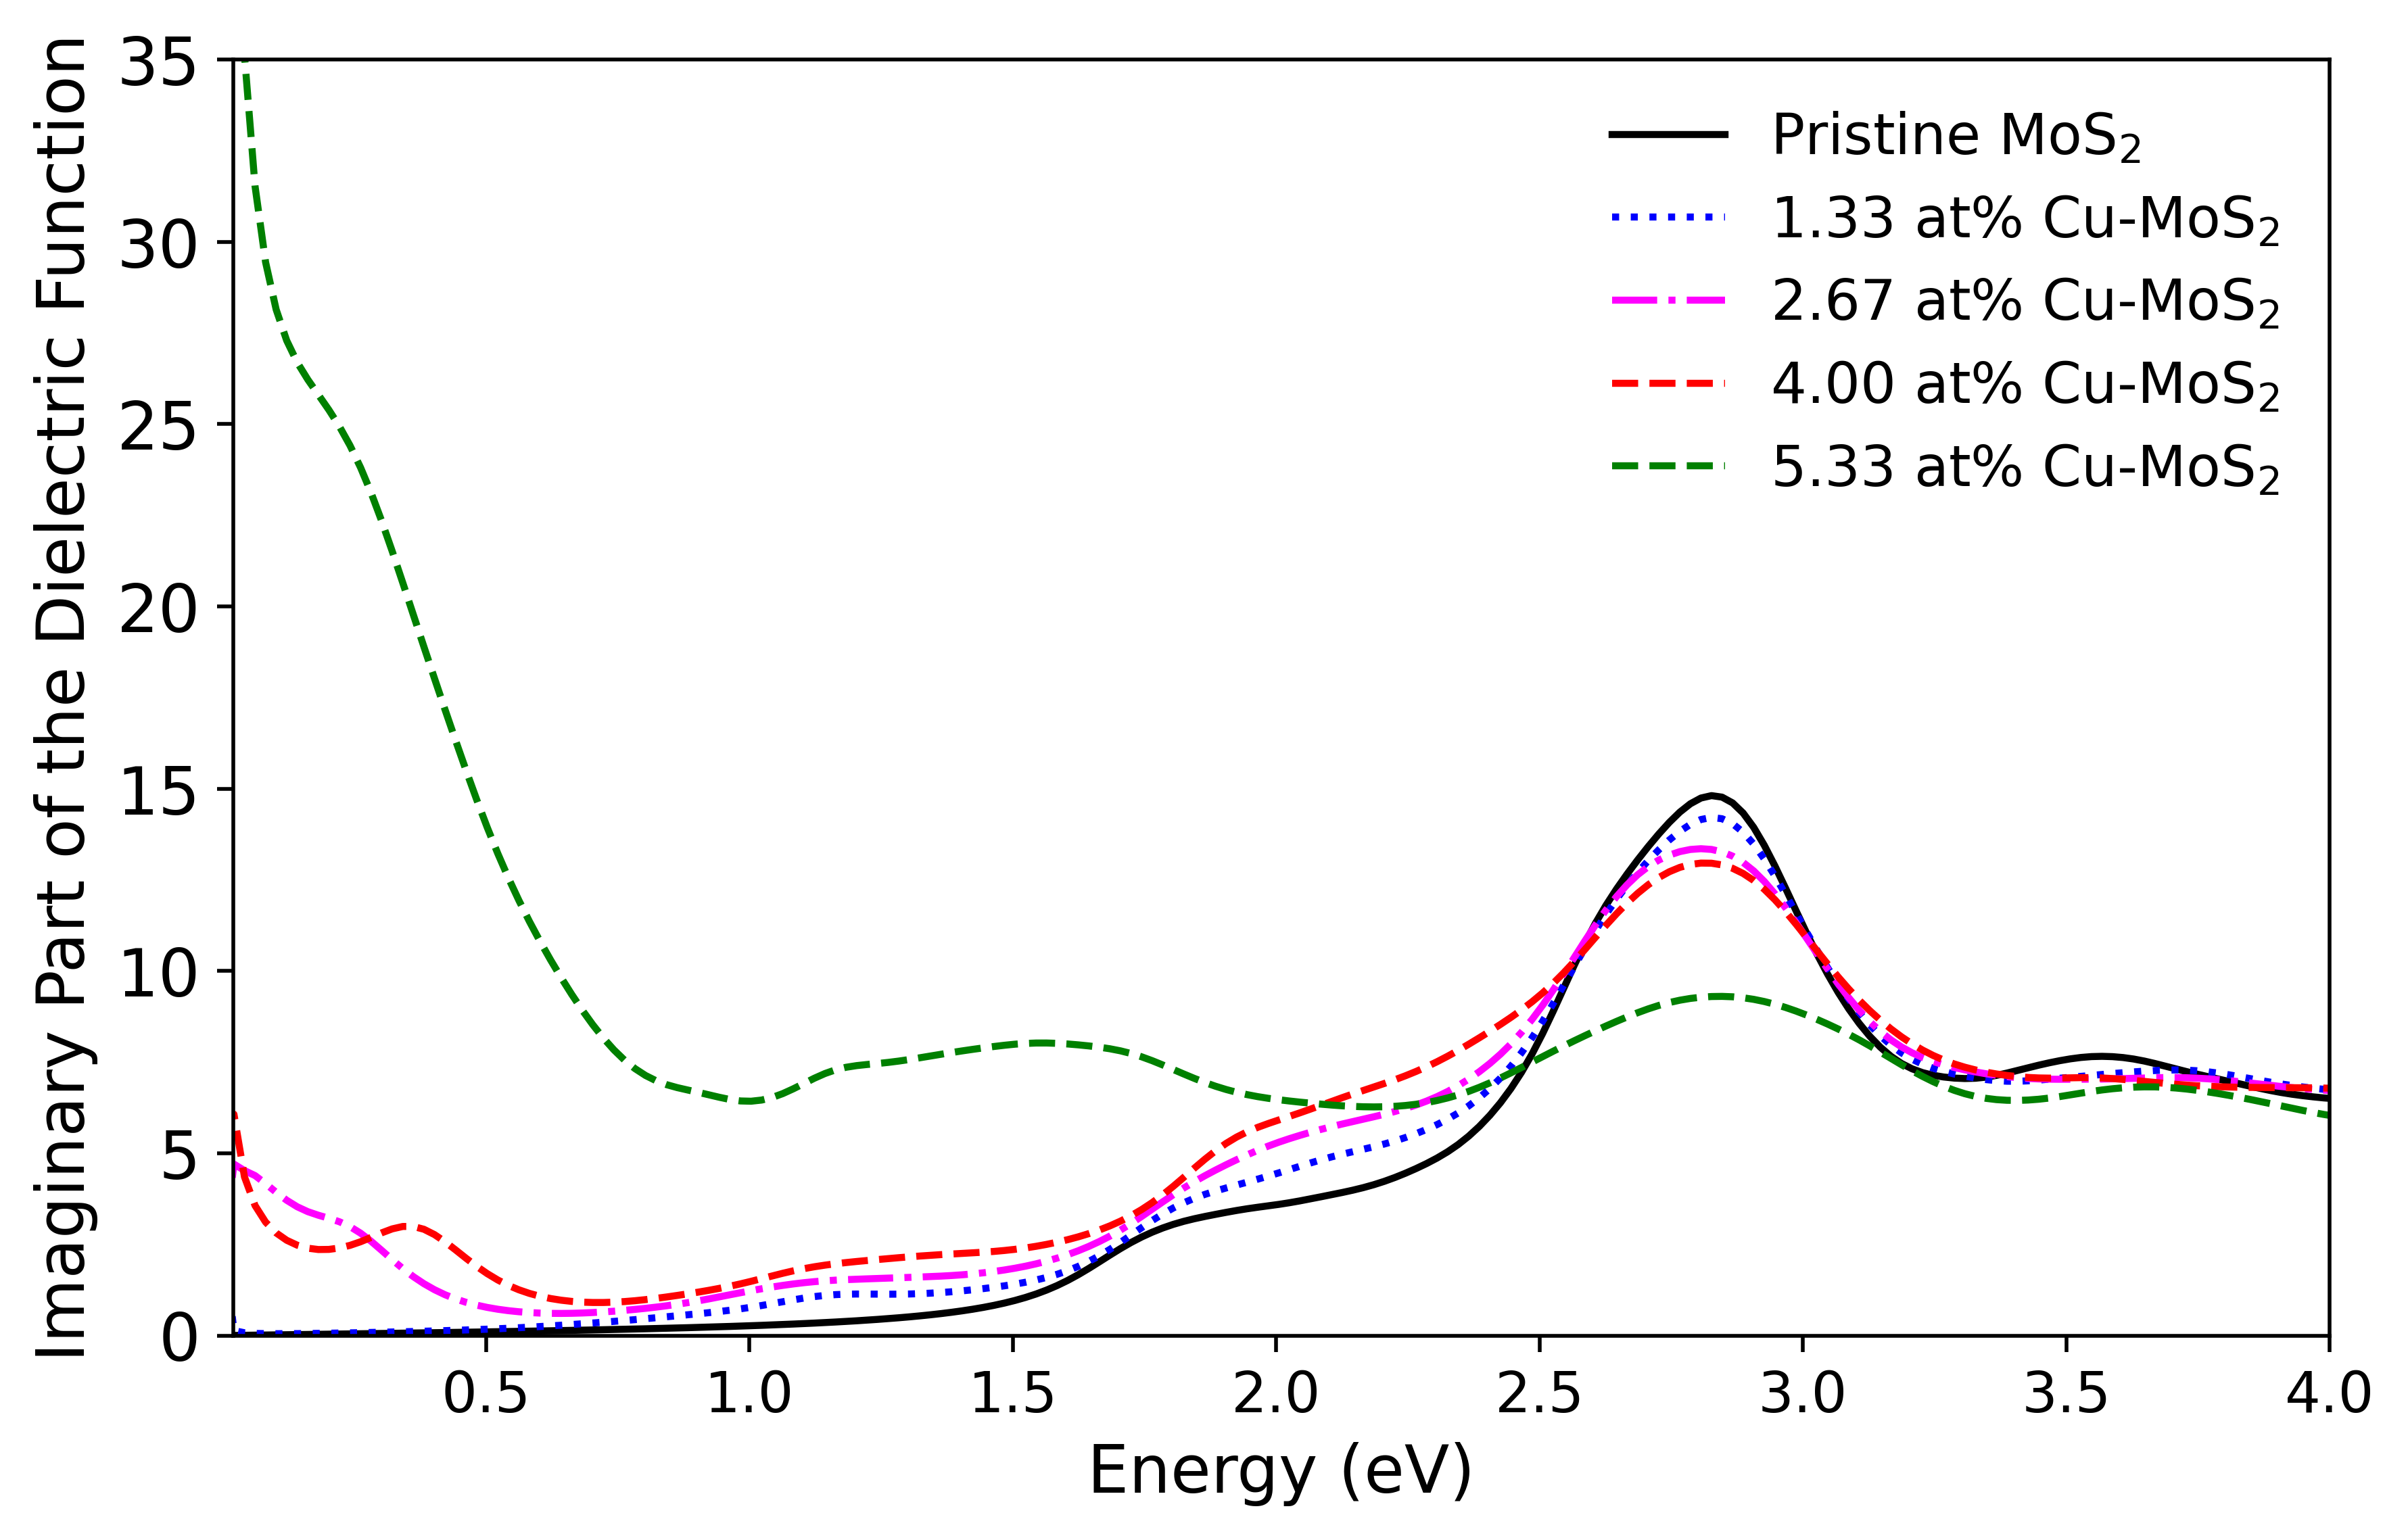 Imaginary Part of the Dielectric Function
35
30
25
20
15
10
5
0
Pristine MoS₂
1.33 at% Cu-MoS₂
2.67 at% Cu-MoS₂
4.00 at% Cu-MoS₂
5.33 at% Cu-MoS₂
0.5 1.0 1.5 2.0 2.5 3.0 3.5 4.0
Energy (eV)